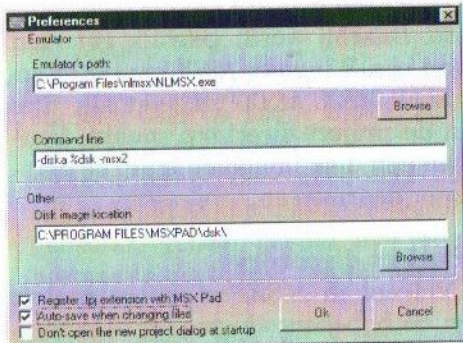 Preferences
Emulator
Emulator's path:
C:\Program Files\nlmsx\NLMSX.exe
Browse
Command line
-diska %dsk -msx2
Other
Disk image location
C:\PROGRAM FILES\MSXPAD\dsk\
Browse
Register .tpj extension with MSX Pad
Auto-save when changing files
Don't open the new project dialog at startup
Ok
Cancel